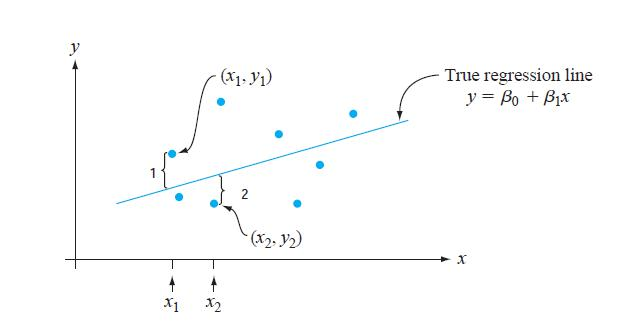 y
(x₁, y₁)
True regression line
y = β₀ + β₁x
1
2
(x₂, y₂)
x
x₁ x₂